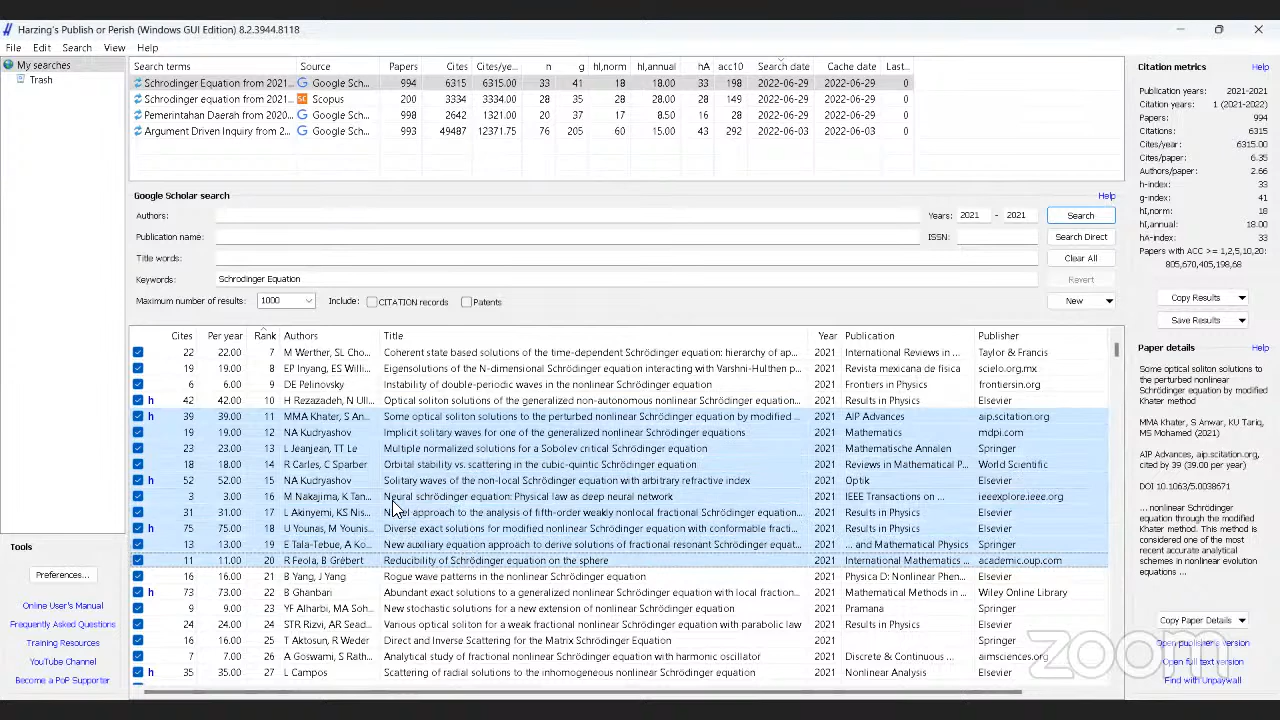 Harzing's Publish or Perish (Windows GUI Edition) 8.2.3944.8118
File Edit Search View Help
My searches
Trash
Search terms Source Papers Cites Cites/ye... h g hI,norm hI,annual hA acc10 Search date Cache date Last...
Schrodinger Equation from 2021... Google Sch... 994 6315 6315.00 33 41 18 18.00 33 198 2022-06-29 2022-06-29 0
Schrodinger equation from 2021... Scopus 200 3334 3334.00 28 35 28 28.00 28 149 2022-06-29 2022-06-29 0
Pemerintahan Daerah from 2020... Google Sch... 998 2642 1321.00 20 37 17 8.50 16 28 2022-06-29 2022-06-29 0
Argument Driven Inquiry from 2... Google Sch... 993 49487 12371.75 76 205 60 15.00 43 292 2022-06-03 2022-06-03 0
Google Scholar search Help
Authors: Years: 2021 - 2021 Search
Publication name: ISSN: Search Direct
Title words: Clear All
Keywords: Schrodinger Equation Revert
Maximum number of results: 1000 Include: CITATION records Patents New
Cites Per year Rank Authors Title Year Publication Publisher
22 22.00 7 M Werther, SL Cho... Coherent state based solutions of the time-dependent Schrödinger equation: hierarchy of ap... 2021 International Reviews in ... Taylor & Francis
19 19.00 8 EP Inyang, ES Willi... Eigensolutions of the N-dimensional Schrödinger equation interacting with Varshni-Hulthen p... 2021 Revista mexicana de física scielo.org.mx
6 6.00 9 DE Pelinovsky Instability of double-periodic waves in the nonlinear Schrödinger equation 2021 Frontiers in Physics frontiersin.org
h 42 42.00 10 H Rezazadeh, N Ull... Optical soliton solutions of the generalized non-autonomous nonlinear Schrödinger equation... 2021 Results in Physics Elsevier
h 39 39.00 11 MMA Khater, S An... Some optical soliton solutions to the perturbed nonlinear Schrödinger equation by modified ... 2021 AIP Advances aip.scitation.org
19 19.00 12 NA Kudryashov Implicit solitary waves for one of the generalized nonlinear Schrödinger equations 2021 Mathematics mdpi.com
23 23.00 13 L Jeanjean, TT Le Multiple normalized solutions for a Sobolev critical Schrödinger equation 2021 Mathematische Annalen Springer
18 18.00 14 R Carles, C Sparber Orbital stability vs. scattering in the cubic-quintic Schrödinger equation 2021 Reviews in Mathematical P... World Scientific
h 52 52.00 15 NA Kudryashov Solitary waves of the non-local Schrödinger equation with arbitrary refractive index 2021 Optik Elsevier
3 3.00 16 M Nakajima, K Tan... Neural schrödinger equation: Physical law as deep neural network 2021 IEEE Transactions on ... ieeexplore.ieee.org
31 31.00 17 L Akinyemi, KS Nis... Novel approach to the analysis of fifth-order weakly nonlocal fractional Schrödinger equation... 2021 Results in Physics Elsevier
h 75 75.00 18 U Younas, M Younis... Diverse exact solutions for modified nonlinear Schrödinger equation with conformable fracti... 2021 Results in Physics Elsevier
13 13.00 19 E Tala-Tebue, A Ko... New auxiliary equation approach to derive solutions of fractional resonant Schrödinger equat... 2021 ... and Mathematical Physics Springer
11 11.00 20 R Feola, B Grébert Reducibility of Schrödinger equation on the sphere 2021 International Mathematics ... academic.oup.com
16 16.00 21 B Yang, J Yang Rogue wave patterns in the nonlinear Schrödinger equation 2021 Physica D: Nonlinear Phen... Elsevier
h 73 73.00 22 B Ghanbari Abundant exact solutions to a generalized nonlinear Schrödinger equation with local fraction... 2021 Mathematical Methods in ... Wiley Online Library
9 9.00 23 YF Alharbi, MA Soh... New stochastic solutions for a new extension of nonlinear Schrödinger equation 2021 Pramana Springer
24 24.00 24 STR Rizvi, AR Sead... Various optical soliton for a weak fractional nonlinear Schrödinger equation with parabolic law 2021 Results in Physics Elsevier
16 16.00 25 T Aktosun, R Weder Direct and Inverse Scattering for the Matrix Schrödinger Equation 2021 Springer
7 7.00 26 A Goswami, S Rath... Analytical study of fractional nonlinear Schrödinger equation with harmonic oscillator 2021 Discrete & Continuous ... aimsciences.org
h 35 35.00 27 L Campos Scattering of radial solutions to the inhomogeneous nonlinear Schrödinger equation 2021 Nonlinear Analysis Elsevier
Tools
Preferences...
Online User's Manual
Frequently Asked Questions
Training Resources
YouTube Channel
Become a PoP Supporter
Citation metrics Help
Publication years: 2021-2021
Citation years: 1 (2021-2022)
Papers: 994
Citations: 6315
Cites/year: 6315.00
Cites/paper: 6.35
Authors/paper: 2.66
h-index: 33
g-index: 41
hI,norm: 18
hI,annual: 18.00
hA-index: 33
Papers with ACC >= 1,2,5,10,20:
805,670,405,198,68
Copy Results
Save Results
Paper details Help
Some optical soliton solutions to
the perturbed nonlinear
Schrödinger equation by modified
Khater method
MMA Khater, S Anwar, KU Tariq,
MS Mohamed (2021)
AIP Advances, aip.scitation.org,
cited by 39 (39.00 per year)
DOI 10.1063/5.0038671
... nonlinear Schrödinger
equation through the modified
Khater method. This method is
considered one of the most
recent accurate analytical
schemes in nonlinear evolution
equations ...
Copy Paper Details
Open publisher's version
Open full text version
Find with Unpaywall
zoom